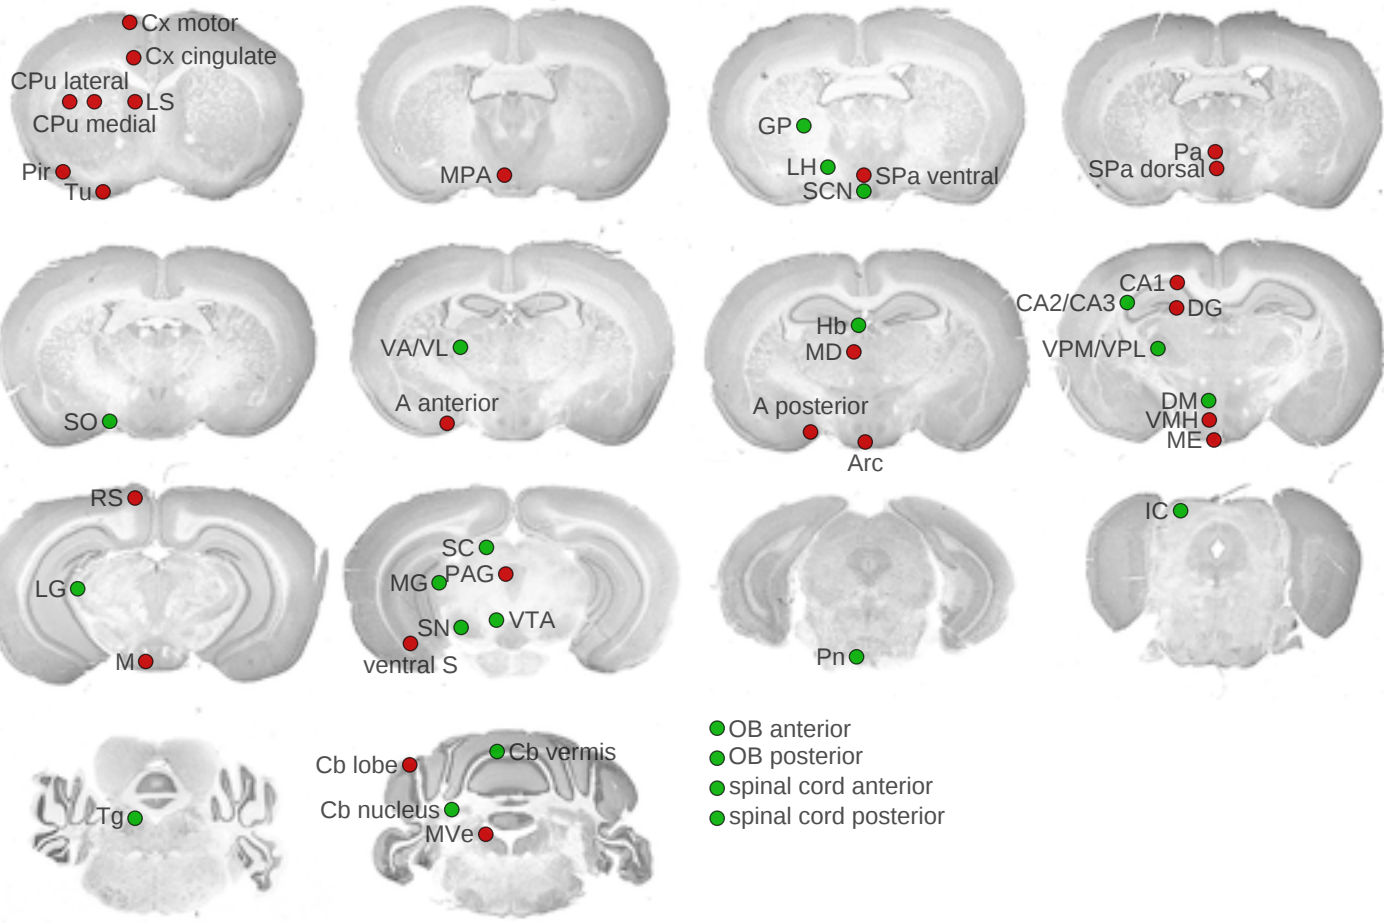 Cx motor
Cx cingulate
CPu lateral
LS
CPu medial
Pir
Tu
MPA
GP
LH
SPa ventral
SCN
Pa
SPa dorsal
SO
VA/VL
A anterior
Hb
MD
A posterior
Arc
CA1
CA2/CA3
DG
VPM/VPL
DM
VMH
ME
RS
LG
M
SC
MG
PAG
SN
VTA
ventral S
Pn
IC
Tg
Cb lobe
Cb vermis
Cb nucleus
MVe
OB anterior
OB posterior
spinal cord anterior
spinal cord posterior